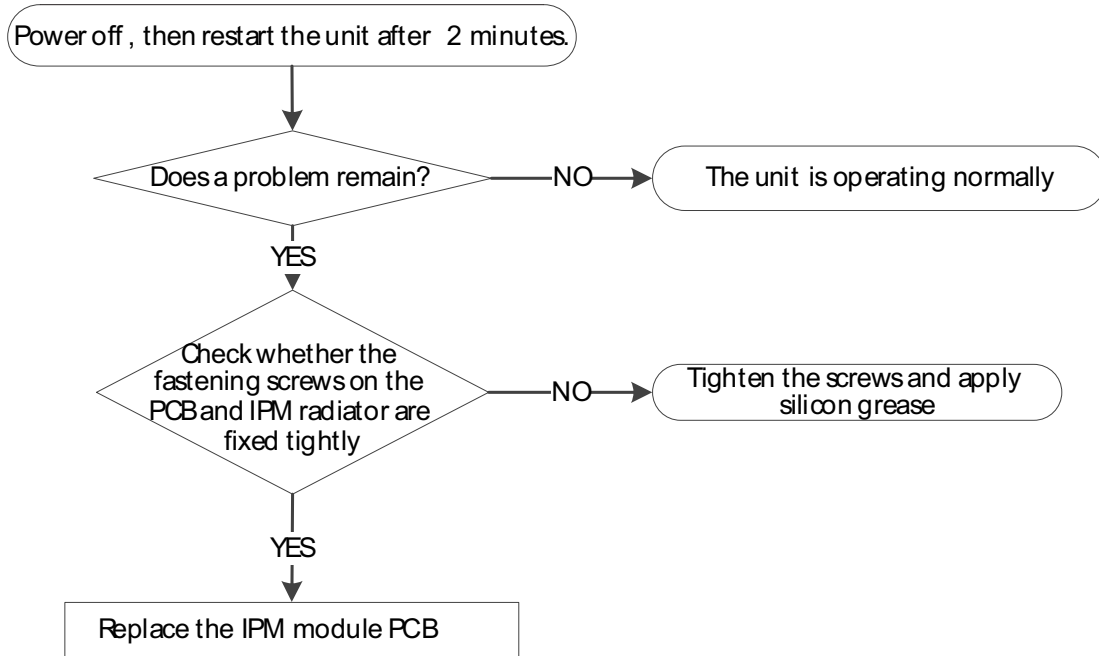 Power off, then restart the unit after 2 minutes.
Does a problem remain?
NO
The unit is operating normally
YES
Check whether the
fastening screws on the
PCB and IPM radiator are
fixed tightly
NO
Tighten the screws and apply
silicon grease
YES
Replace the IPM module PCB